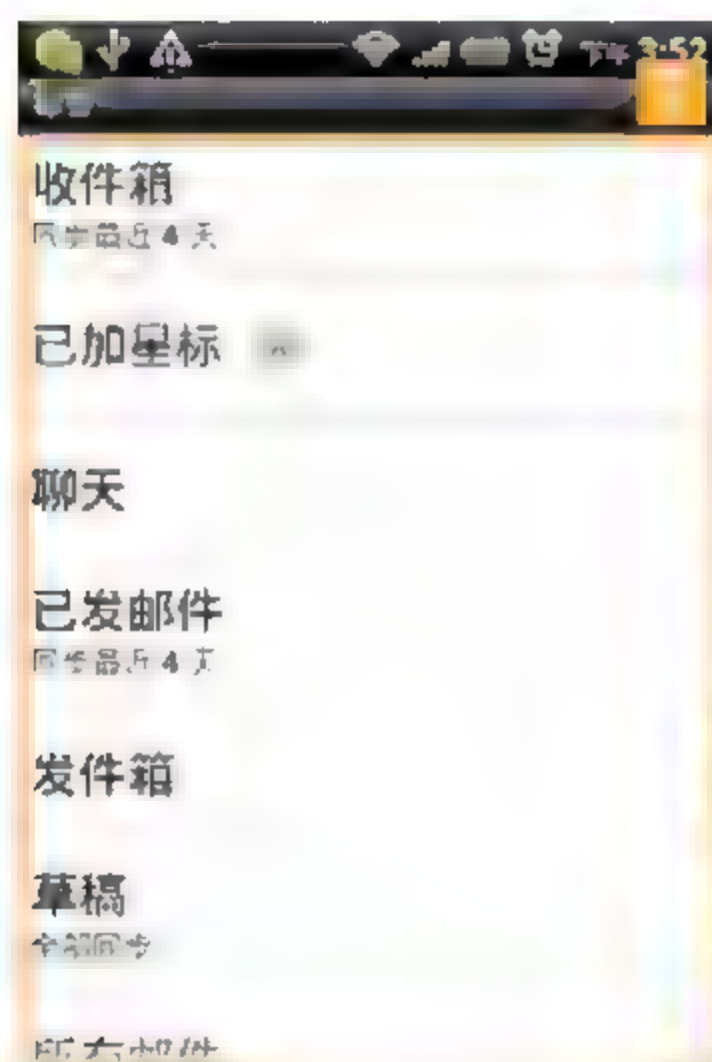 下午 3:52
收件箱
同步最近 4 天
已加星标
聊天
已发邮件
同步最近 4 天
发件箱
草稿
全部同步
所有邮件